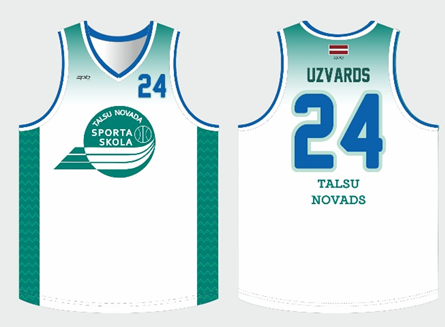 24
TALSU NOVADA
SPORTA
SKOLA
UZVARDS
24
TALSU
NOVADS